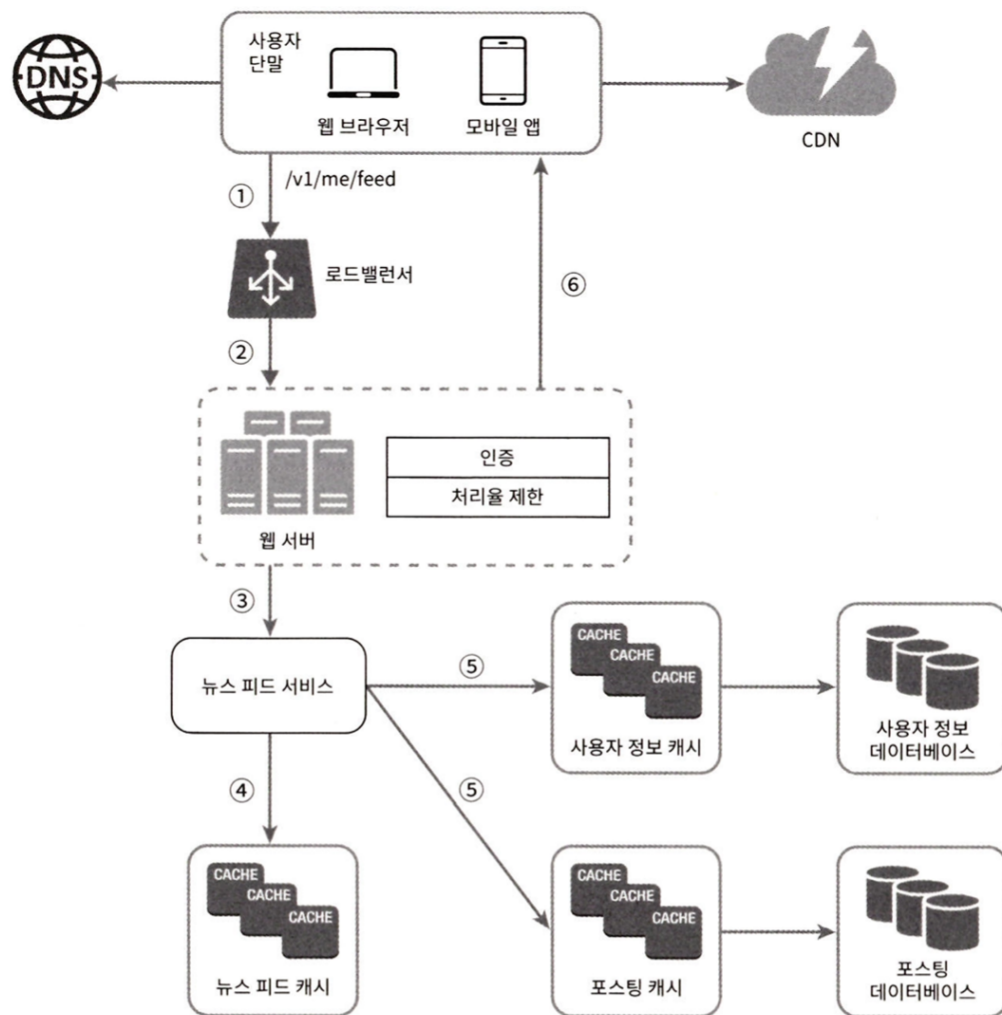 DNS
사용자
단말
웹 브라우저
모바일 앱
CDN
①
/v1/me/feed
로드밸런서
⑥
②
인증
처리율 제한
웹 서버
③
뉴스 피드 서비스
⑤
CACHE
CACHE
CACHE
사용자 정보 캐시
사용자 정보
데이터베이스
④
⑤
CACHE
CACHE
CACHE
뉴스 피드 캐시
CACHE
CACHE
CACHE
포스팅 캐시
포스팅
데이터베이스